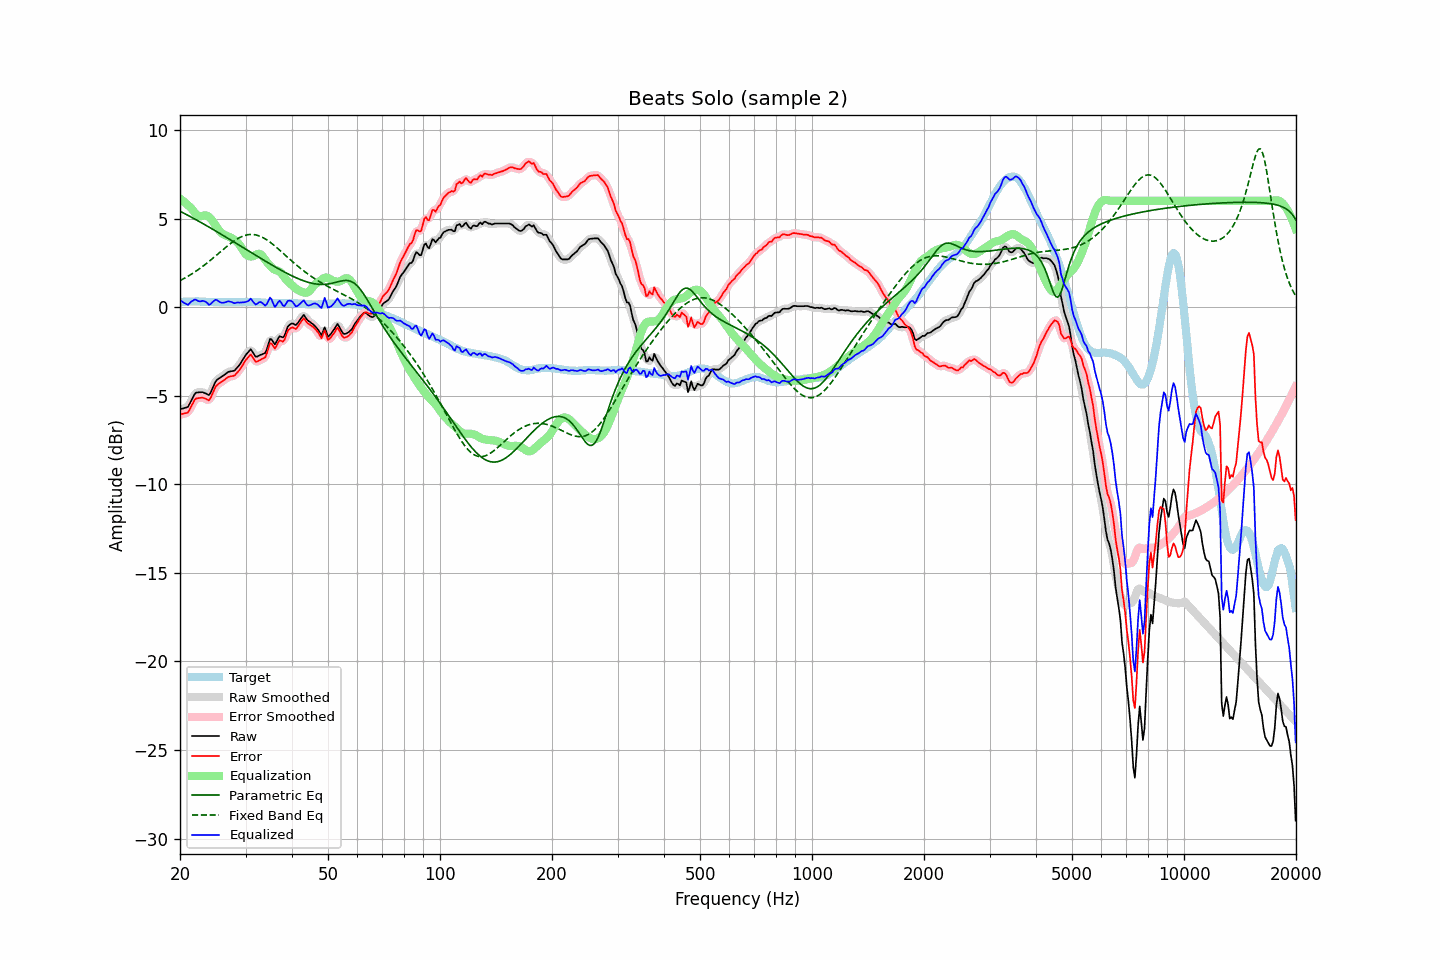 Beats Solo (sample 2)
Amplitude (dBr)
10
5
0
−5
−10
−15
−20
−25
−30
Target
Raw Smoothed
Error Smoothed
Raw
Error
Equalization
Parametric Eq
Fixed Band Eq
Equalized
20 50 100 200 500 1000 2000 5000 10000 20000
Frequency (Hz)